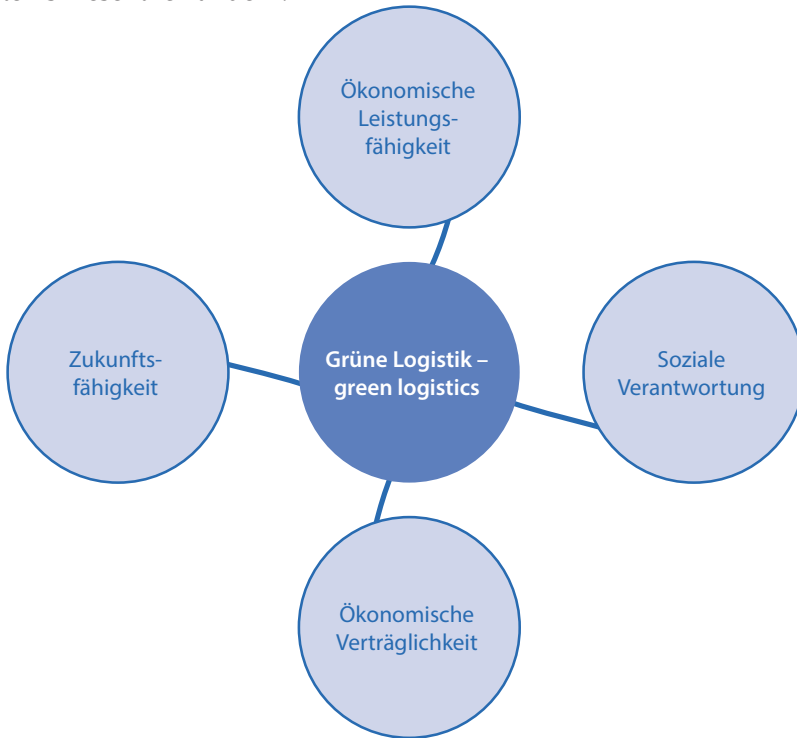 Ökonomische
Leistungs-
fähigkeit
Zukunfts-
fähigkeit
Grüne Logistik –
green logistics
Soziale
Verantwortung
Ökonomische
Verträglichkeit